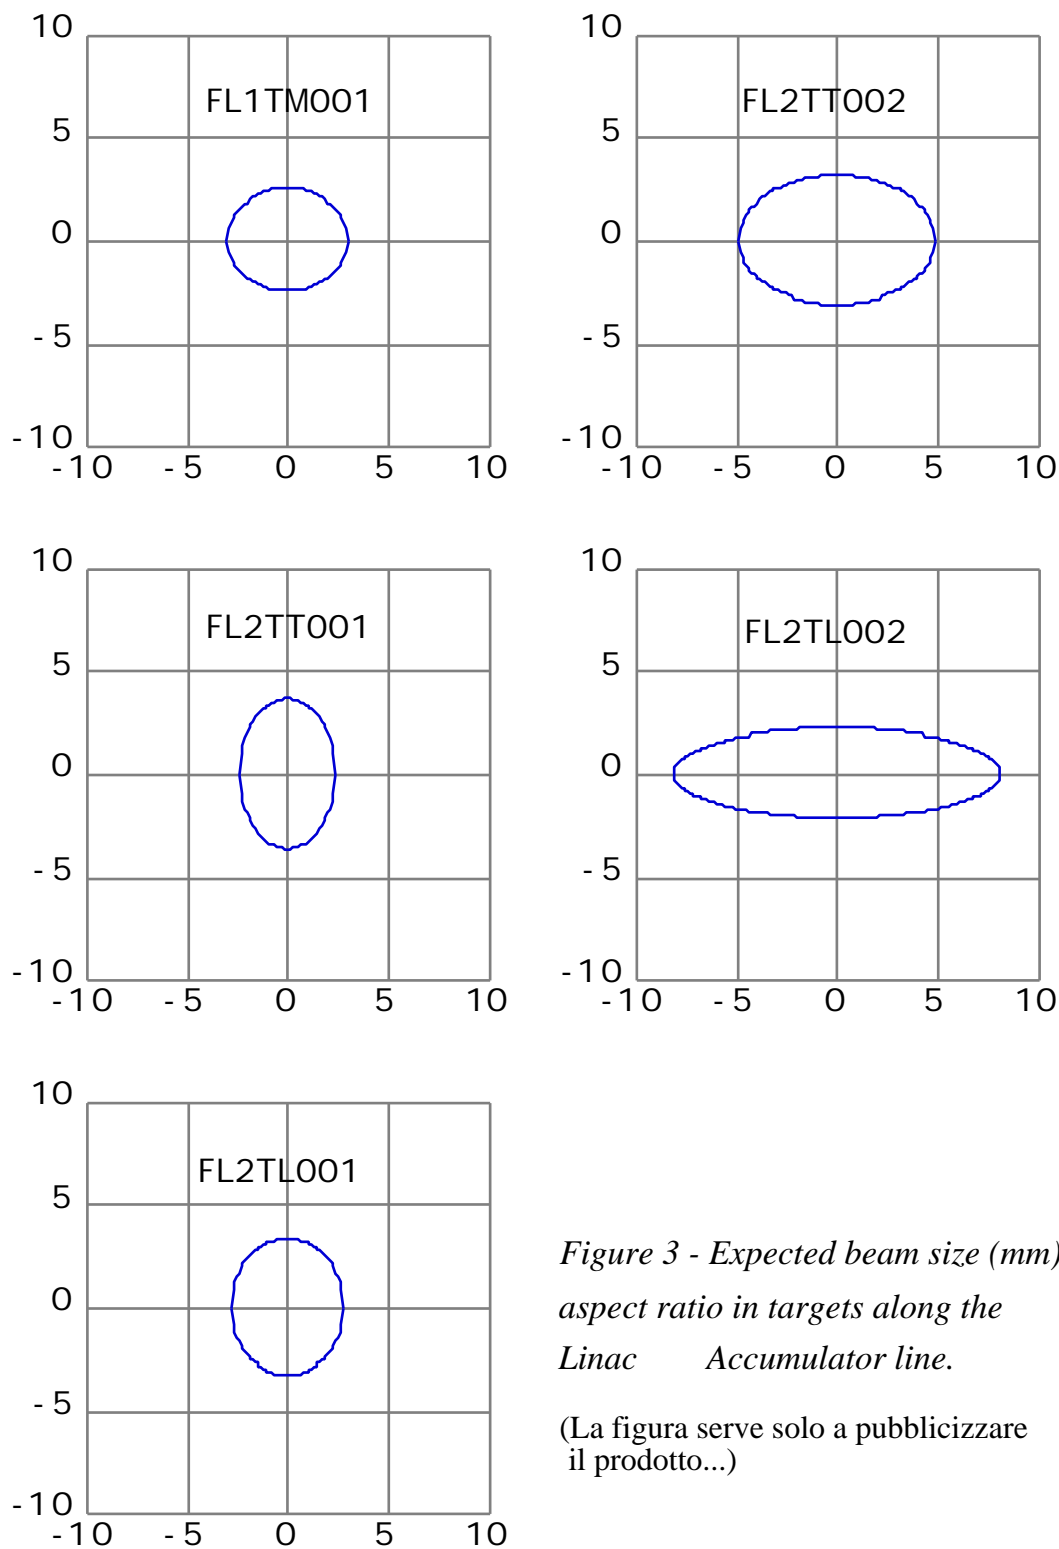 10
FL1TM001
5
0
-5
-10
-10 -5 0 5 10
10
FL2TT002
5
0
-5
-10
-10 -5 0 5 10
10
FL2TT001
5
0
-5
-10
-10 -5 0 5 10
10
FL2TL002
5
0
-5
-10
-10 -5 0 5 10
10
FL2TL001
5
0
-5
-10
-10 -5 0 5 10
Figure 3 - Expected beam size (mm)
aspect ratio in targets along the
Linac Accumulator line.
(La figura serve solo a pubblicizzare
il prodotto...)